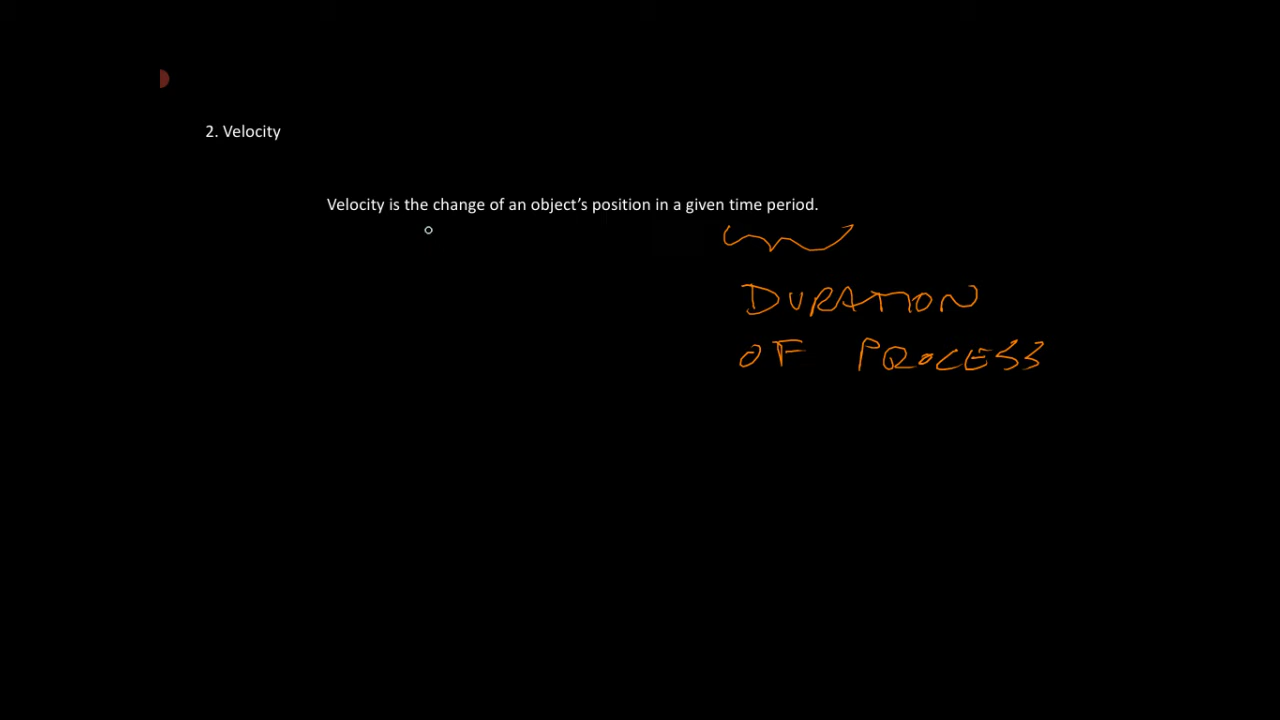 2. Velocity
Velocity is the change of an object’s position in a given time period.
DURATION
OF PROCESS